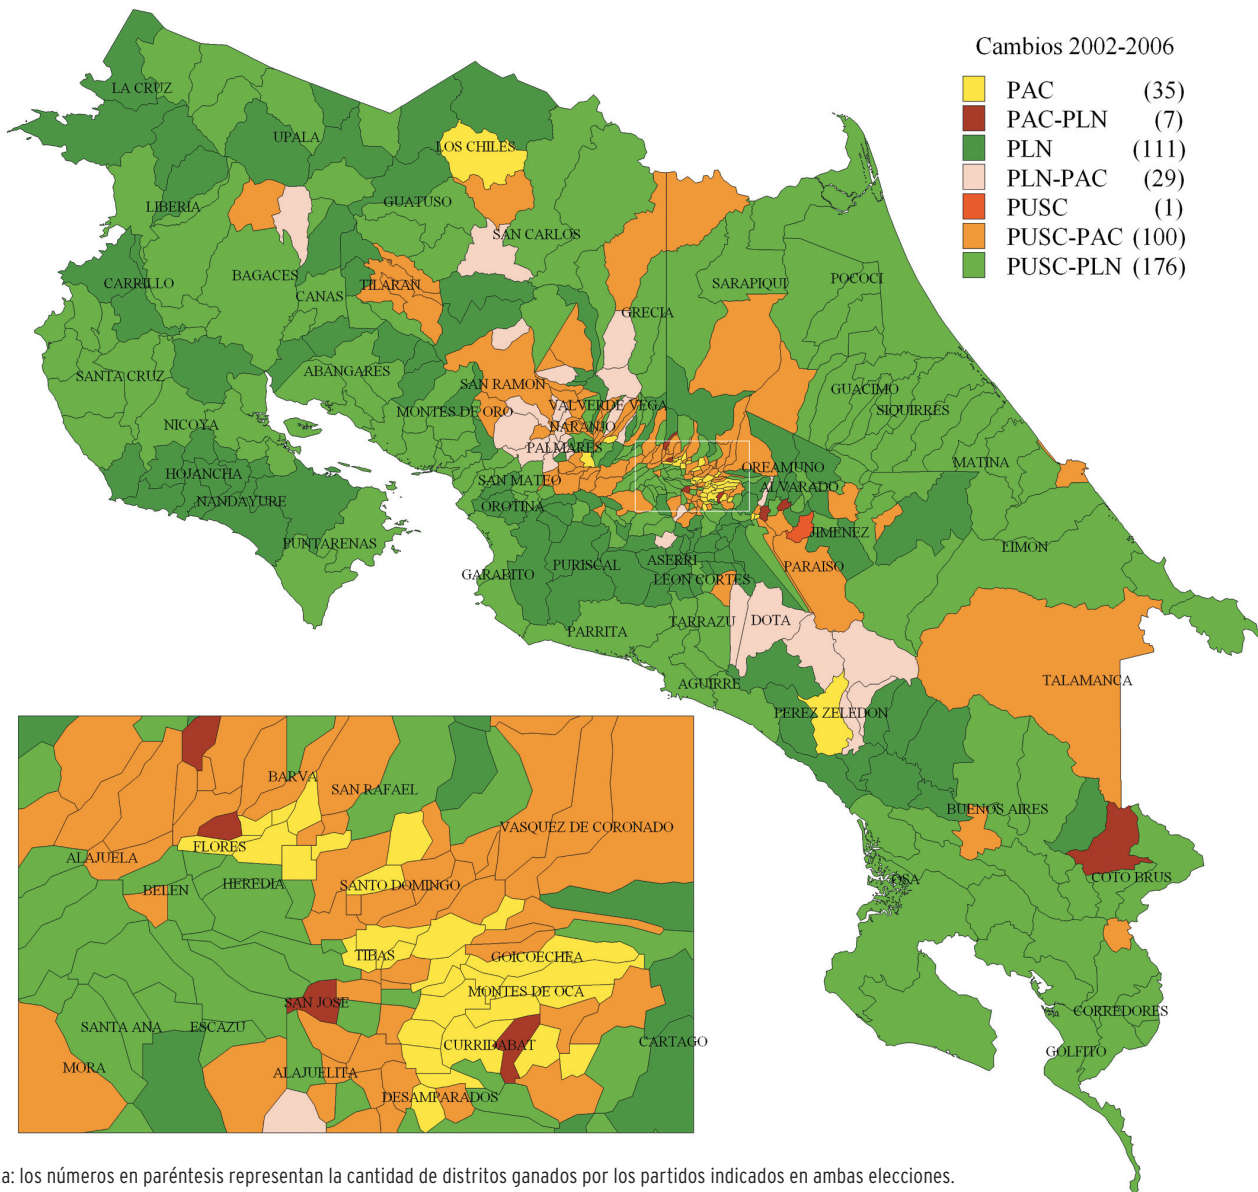 Cambios 2002-2006
PAC (35)
PAC-PLN (7)
PLN (111)
PLN-PAC (29)
PUSC (1)
PUSC-PAC (100)
PUSC-PLN (176)
LA CRUZ
UPALA
LOS CHILES
LIBERIA
GUATUSO
SAN CARLOS
CARRILLO
BAGACES
CANAS
TILARAN
SARAPIQUI
POCOCI
GRECIA
SANTA CRUZ
ABANGARES
SAN RAMON
GUACIMO
SIQUIRRES
NICOYA
MONTES DE ORO
VALVERDE VEGA
NARANJO
PALMARES
HOJANCHA
NANDAYURE
SAN MATEO
OROTINA
OREAMUNO
ALVARADO
MATINA
PUNTARENAS
GARABITO
PURISCAL
ASERRI
LEON CORTES
JIMENEZ
PARAISO
LIMON
PARRITA
TARRAZU
DOTA
AGUIRRE
PEREZ ZELEDON
TALAMANCA
BUENOS AIRES
OSA
COTO BRUS
CORREDORES
GOLFITO
BARVA
SAN RAFAEL
VASQUEZ DE CORONADO
FLORES
ALAJUELA
BELEN
HEREDIA
SANTO DOMINGO
TIBAS
GOICOECHEA
SAN JOSE
MONTES DE OCA
SANTA ANA
ESCAZU
CURRIDABAT
CARTAGO
MORA
ALAJUELITA
DESAMPARADOS
ta: los números en paréntesis representan la cantidad de distritos ganados por los partidos indicados en ambas elecciones.